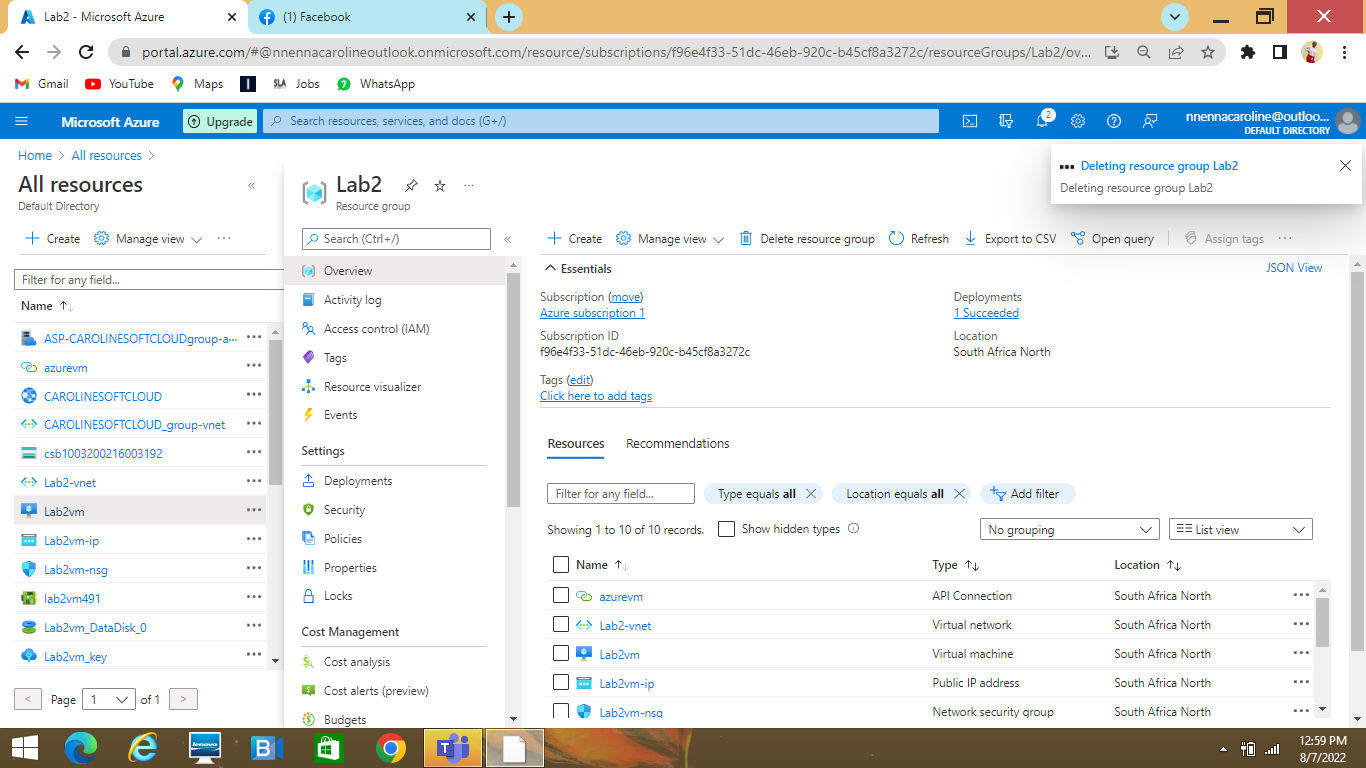 Lab2 - Microsoft Azure
(1) Facebook
portal.azure.com/#@nnennacarolineoutlook.onmicrosoft.com/resource/subscriptions/f96e4f33-51dc-46eb-920c-b45cf8a3272c/resourceGroups/Lab2/ov...
Gmail
YouTube
Maps
SLA Jobs
WhatsApp
Microsoft Azure
Upgrade
Search resources, services, and docs (G+/)
2
nnennacaroline@outloo...
DEFAULT DIRECTORY
Home > All resources >
All resources
Default Directory
Create
Manage view
Filter for any field...
Name
ASP-CAROLINESOFTCLOUDgroup-a...
azurevm
CAROLINESOFTCLOUD
CAROLINESOFTCLOUD_group-vnet
csb1003200216003192
Lab2-vnet
Lab2vm
Lab2vm-ip
Lab2vm-nsg
lab2vm491
Lab2vm_DataDisk_0
Lab2vm_key
< Page 1 of 1 >
Lab2
Resource group
Search (Ctrl+/)
Overview
Activity log
Access control (IAM)
Tags
Resource visualizer
Events
Settings
Deployments
Security
Policies
Properties
Locks
Cost Management
Cost analysis
Cost alerts (preview)
Budgets
Deleting resource group Lab2
Deleting resource group Lab2
Create
Manage view
Delete resource group
Refresh
Export to CSV
Open query
Assign tags
Essentials
JSON View
Subscription (move)
Azure subscription 1
Subscription ID
f96e4f33-51dc-46eb-920c-b45cf8a3272c
Tags (edit)
Click here to add tags
Deployments
1 Succeeded
Location
South Africa North
Resources
Recommendations
Filter for any field...
Type equals all
Location equals all
Add filter
Showing 1 to 10 of 10 records.
Show hidden types
No grouping
List view
Name Type Location
azurevm API Connection South Africa North
Lab2-vnet Virtual network South Africa North
Lab2vm Virtual machine South Africa North
Lab2vm-ip Public IP address South Africa North
Lab2vm-nsg Network security group South Africa North
lenovo
12:59 PM
8/7/2022